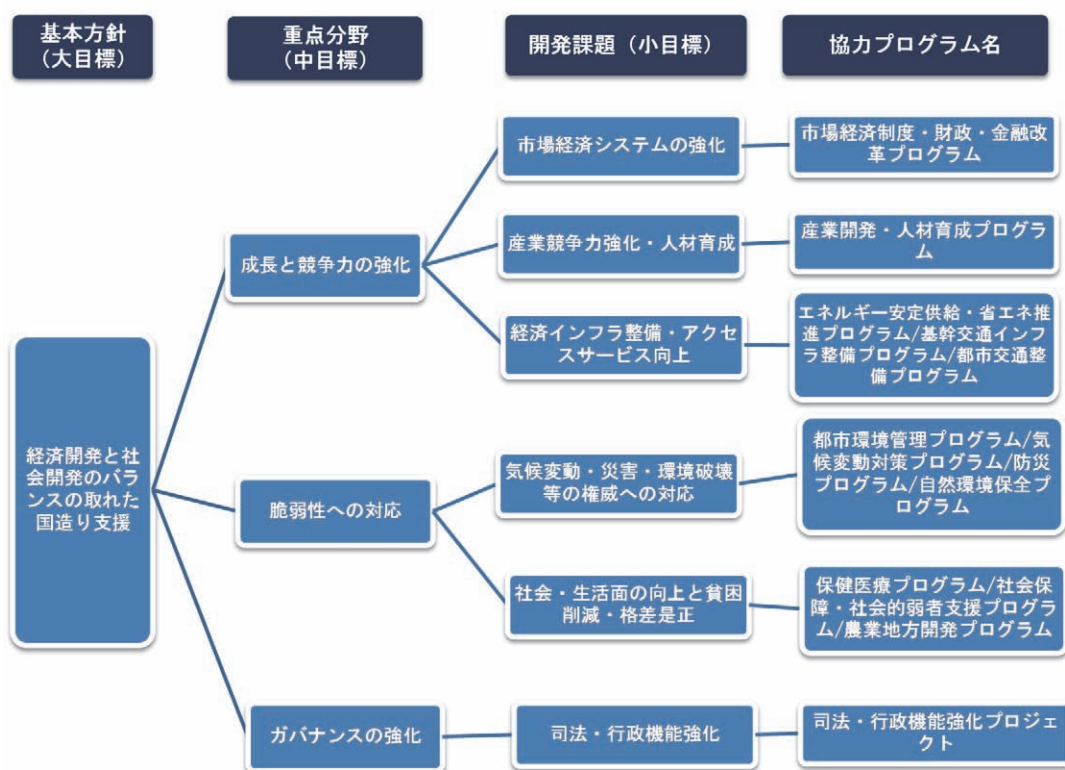 基本方針
（大目標）
重点分野
（中目標）
開発課題（小目標）
協力プログラム名
市場経済システムの強化
市場経済制度・財政・金融改
革プログラム
成長と競争力の強化
産業競争力強化・人材育成
産業開発・人材育成プログラ
ム
経済インフラ整備・アクセ
スサービス向上
エネルギー安定供給・省エネ推
進プログラム/基幹交通インフ
ラ整備プログラム/都市交通整
備プログラム
経済開発と社
会開発のバラ
ンスの取れた
国造り支援
脆弱性への対応
気候変動・災害・環境破壊
等の権威への対応
都市環境管理プログラム/気
候変動対策プログラム/防災
プログラム/自然環境保全プ
ログラム
社会・生活面の向上と貧困
削減・格差是正
保健医療プログラム/社会保
障・社会的弱者支援プログラ
ム/農業地方開発プログラム
ガバナンスの強化
司法・行政機能強化
司法・行政機能強化プロジェ
クト